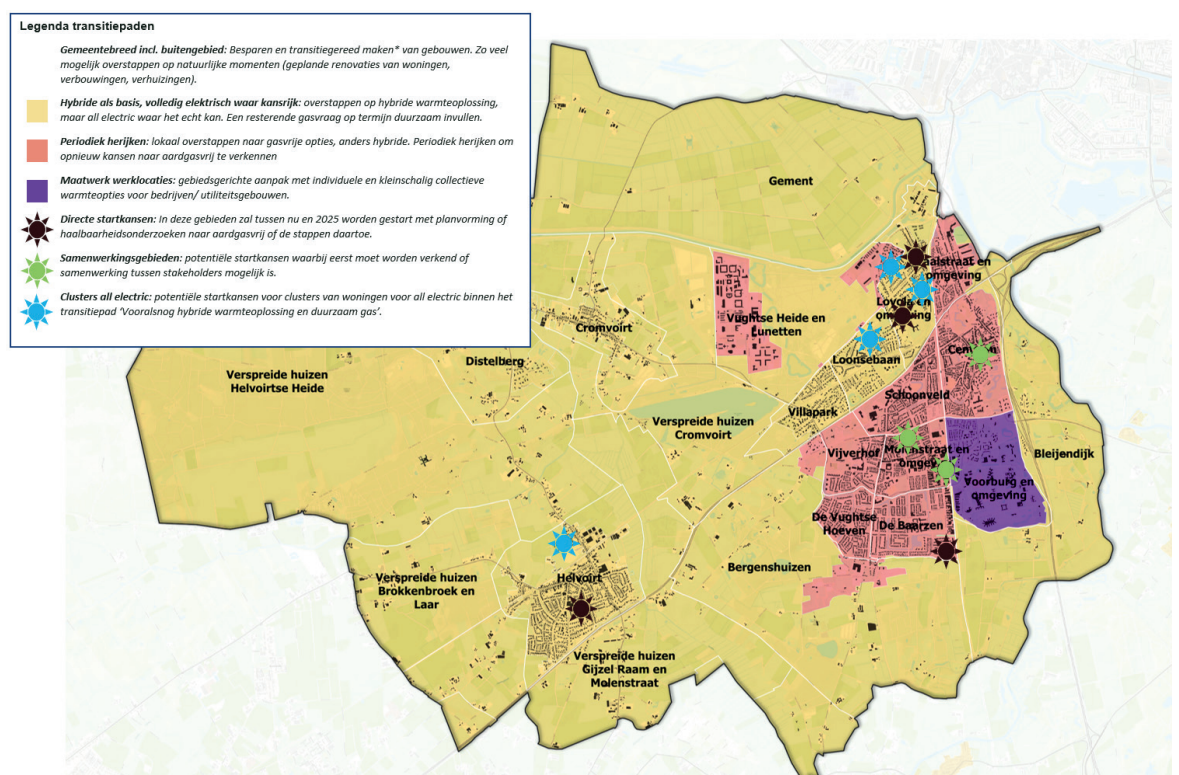 Legenda transitiepaden
Gemeentebreed incl. buitengebied: Besparen en transitiegereed maken* van gebouwen. Zo veel
mogelijk overstappen op natuurlijke momenten (geplande renovaties van woningen,
verbouwingen, verhuizingen).
Hybride als basis, volledig elektrisch waar kansrijk: overstappen op hybride warmteoplossing,
maar all electric waar het echt kan. Een resterende gasvraag op termijn duurzaam invullen.
Periodiek herijken: lokaal overstappen naar gasvrije opties, anders hybride. Periodiek herijken om
opnieuw kansen naar aardgasvrij te verkennen
Maatwerk werklocaties: gebiedsgerichte aanpak met individuele en kleinschalig collectieve
warmteopties voor bedrijven/ utiliteitsgebouwen.
Directe startkansen: In deze gebieden zal tussen nu en 2025 worden gestart met planvorming of
haalbaarheidsonderzoeken naar aardgasvrij of de stappen daartoe.
Samenwerkingsgebieden: potentiële startkansen waarbij eerst moet worden verkend of
samenwerking tussen stakeholders mogelijk is.
Clusters all electric: potentiële startkansen voor clusters van woningen voor all electric binnen het
transitiepad 'Vooralsnog hybride warmteoplossing en duurzaam gas'.
Gement
omgeving
Vughtse Heide en
Lunetten
Cromvoirt
Loonsebaan
Distelberg
Verspreide huizen
Helvoirtse Heide
Schoonveld
Villapark
Verspreide huizen
Cromvoirt
Vijverhof
Bleijendijk
Voorburg en
omgeving
De Vughtse
Hoeven
De Baarzen
Bergenshuizen
Helvoirt
Verspreide huizen
Brokkenbroek en
Laar
Verspreide huizen
Gijzel Raam en
Molenstraat